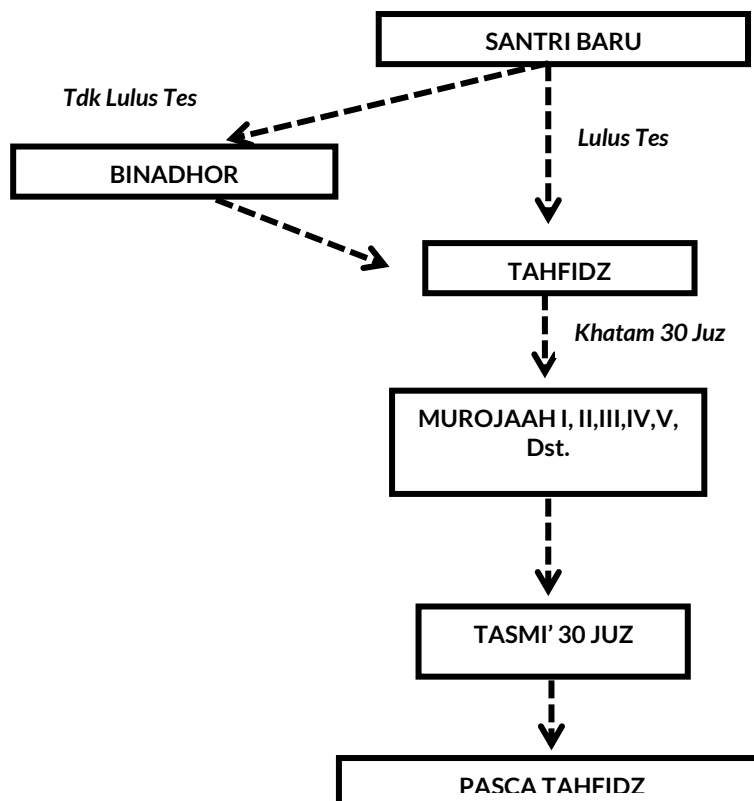 SANTRI BARU
Tdk Lulus Tes
Lulus Tes
BINADHOR
TAHFIDZ
Khatam 30 Juz
MUROJAAH I, II,III,IV,V,
Dst.
TASMI’ 30 JUZ
PASCA TAHFIDZ